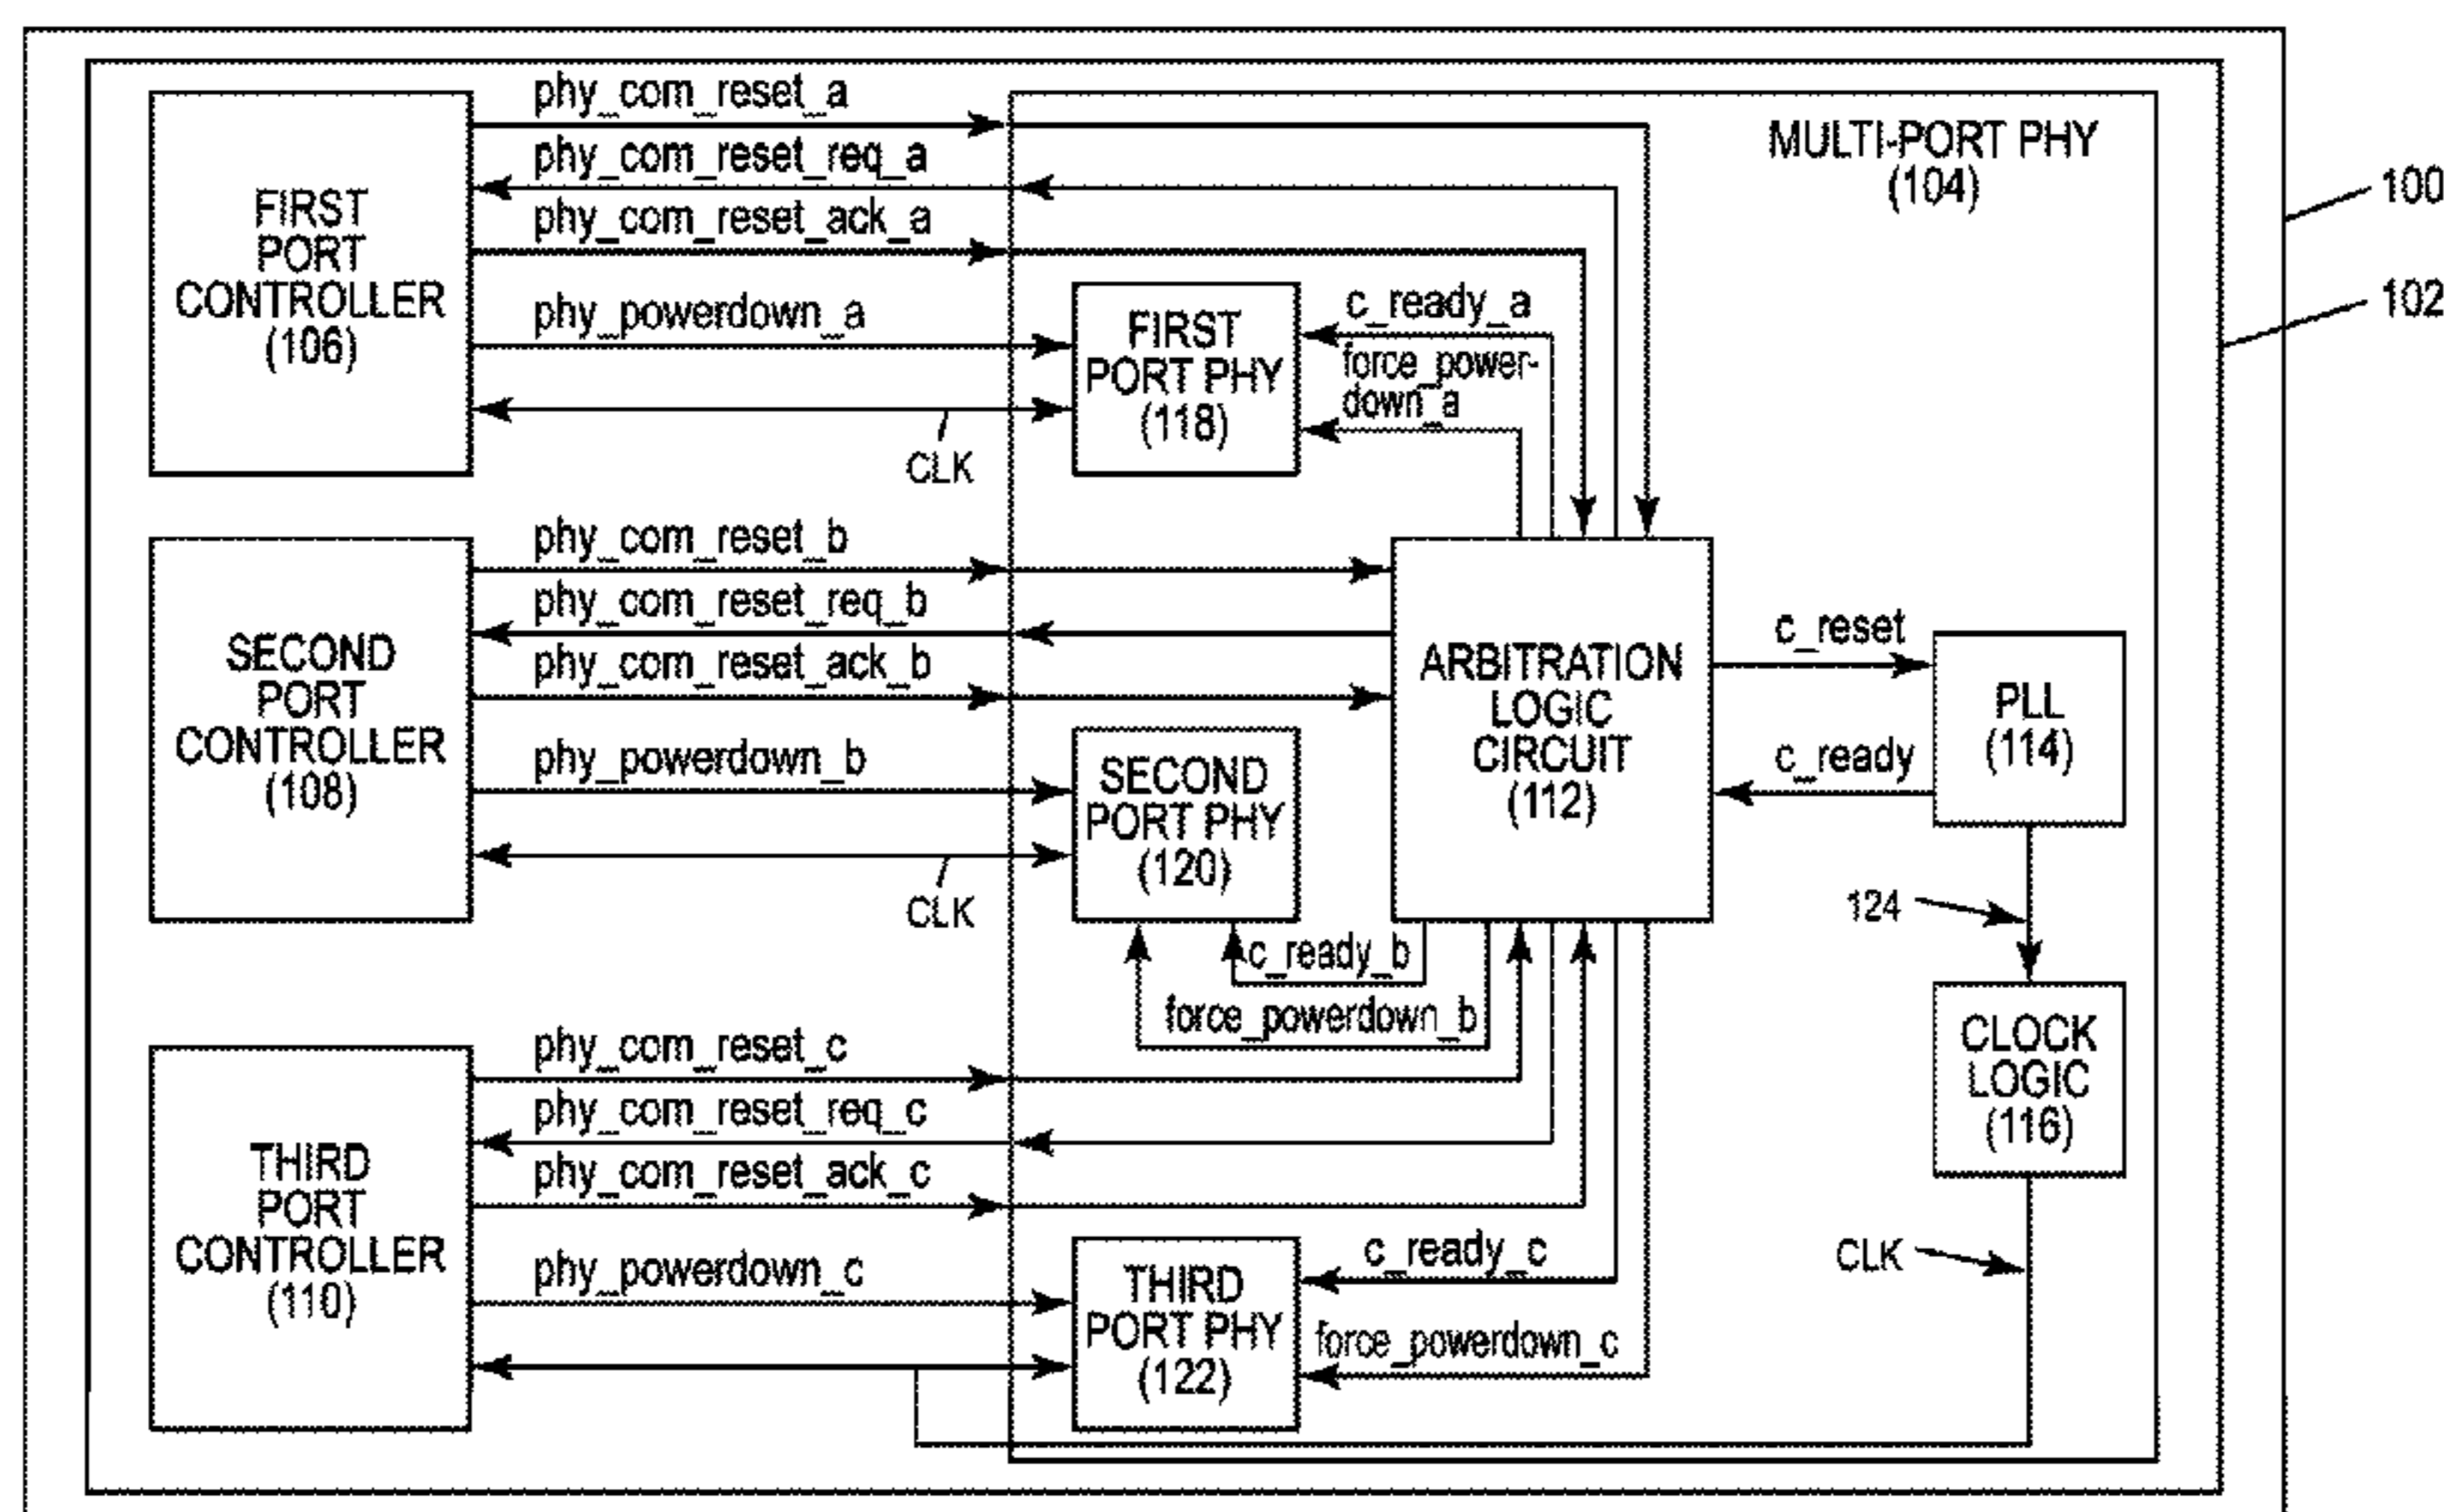 phy_com_reset_a
phy_com_reset_req_a
phy_com_reset_ack_a
phy_powerdown_a
FIRST
PORT
CONTROLLER
(106)
CLK
MULTI-PORT PHY
(104)
100
102
FIRST
PORT PHY
(118)
c_ready_a
force_power-
down_a
phy_com_reset_b
phy_com_reset_req_b
phy_com_reset_ack_b
phy_powerdown_b
SECOND
PORT
CONTROLLER
(108)
CLK
SECOND
PORT PHY
(120)
ARBITRATION
LOGIC
CIRCUIT
(112)
c_reset
c_ready
PLL
(114)
124
c_ready_b
force_powerdown_b
CLOCK
LOGIC
(116)
phy_com_reset_c
phy_com_reset_req_c
phy_com_reset_ack_c
phy_powerdown_c
THIRD
PORT
CONTROLLER
(110)
THIRD
PORT PHY
(122)
c_ready_c
force_powerdown_c
CLK